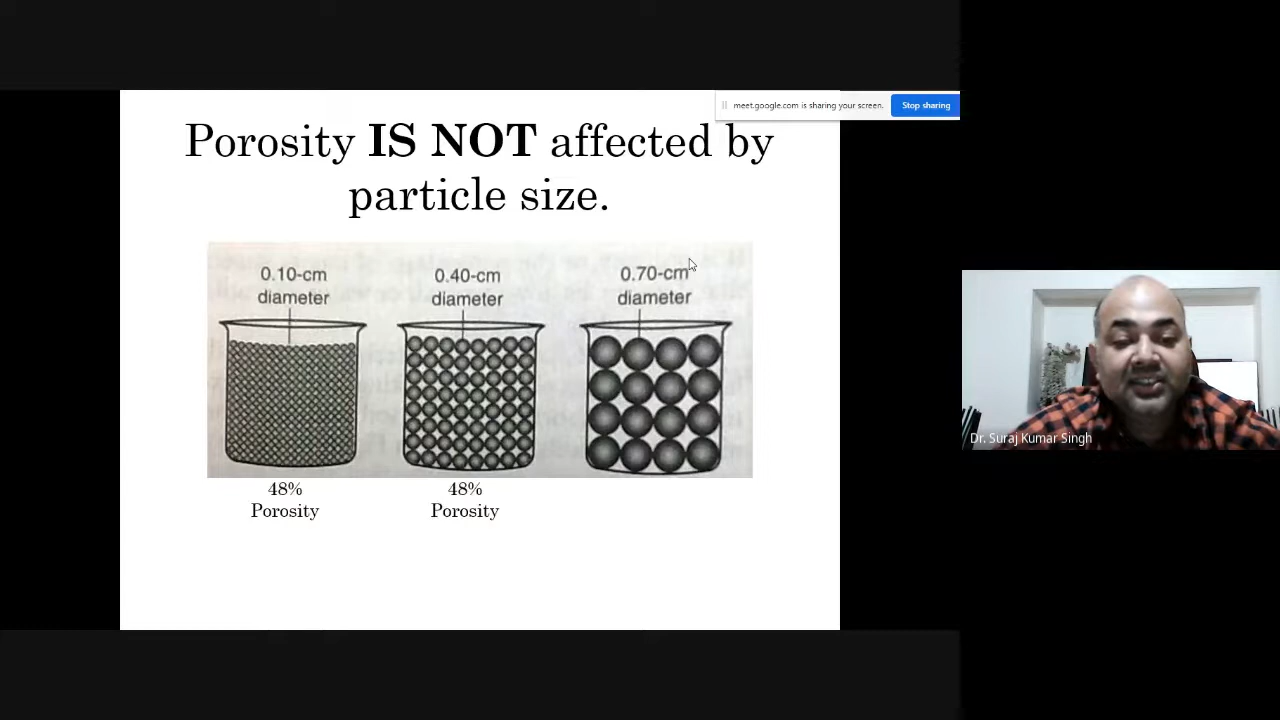 meet.google.com is sharing your screen.
Stop sharing
Porosity IS NOT affected by
particle size.
0.10-cm
diameter
0.40-cm
diameter
0.70-cm
diameter
48%
Porosity
48%
Porosity
Dr. Suraj Kumar Singh